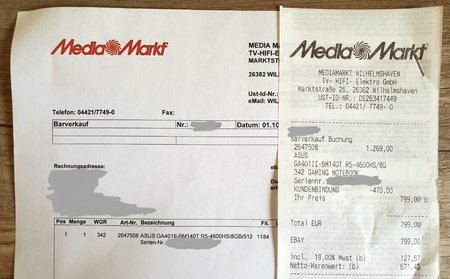 Media Markt
MEDIA M
TV-HIFI-
MARKTST
26382 WIL
Ust-Id-Nr.:
eMail: WIL
Telefon: 04421/7749-0 Fax:
Barverkauf Nr.: Datum: 01.10
Rechnungsadresse:
Pos Menge WGR Art-Nr. Bezeichnung Fil.
1 1 342 2647508 ASUS GA401II-BM140T R5-4600HS/8GB/512 1184
Serien-Nr.
Media Markt
MEDIAMARKT WILHELMSHAVEN
TV- HIFI- Elektro GmbH
Marktstraße 26, 26382 Wilhelmshaven
UST-ID-NR.: DE263417449
TEL.: 04421/ 7749- 0
Barverkauf Buchung
2647508 1.269,00
ASUS
GA401II-BM140T R5-4600HS/8G
342 GAMING NOTEBOOK
Seriennr.
KUNDENBINDUNG -470,00
Ihr Preis 799,00 b
Total EUR 799,00
EBAY 799,00
incl. 19,00% Mwst (b) 127,57
Netto-Warenwert (b) 671,43